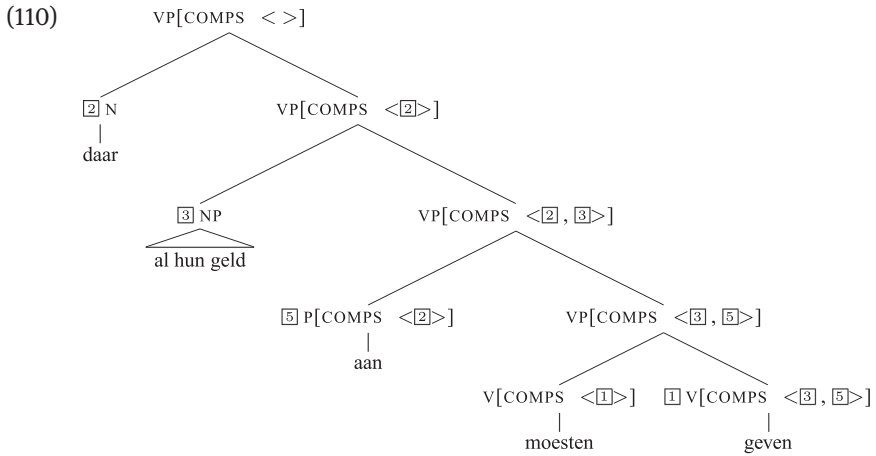 (110)
VP[COMPS < >]
[2] N VP[COMPS <[2]>]
daar
[3] NP VP[COMPS <[2] , [3]>]
al hun geld
[5] P[COMPS <[2]>] VP[COMPS <[3] , [5]>]
aan
V[COMPS <[1]>] [1] V[COMPS <[3] , [5]>]
moesten geven